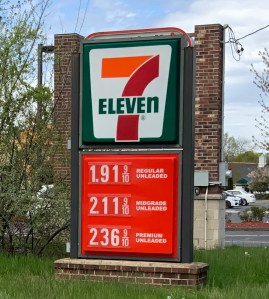 7
ELEVEN
®
1.91 9/10 REGULAR
UNLEADED
2.11 9/10 MIDGRADE
UNLEADED
2.36 9/10 PREMIUM
UNLEADED